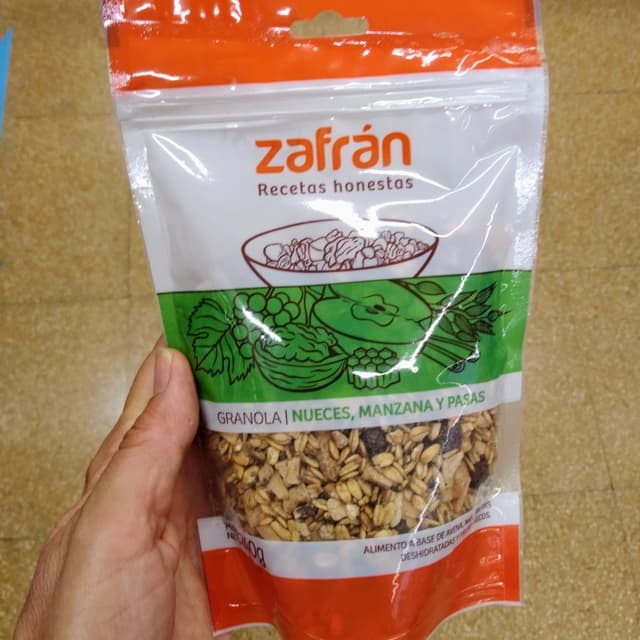 zafrán
Recetas honestas
GRANOLA | NUECES, MANZANA Y PASAS
ALIMENTO A BASE DE AVENA,
DESHIDRATADAS Y